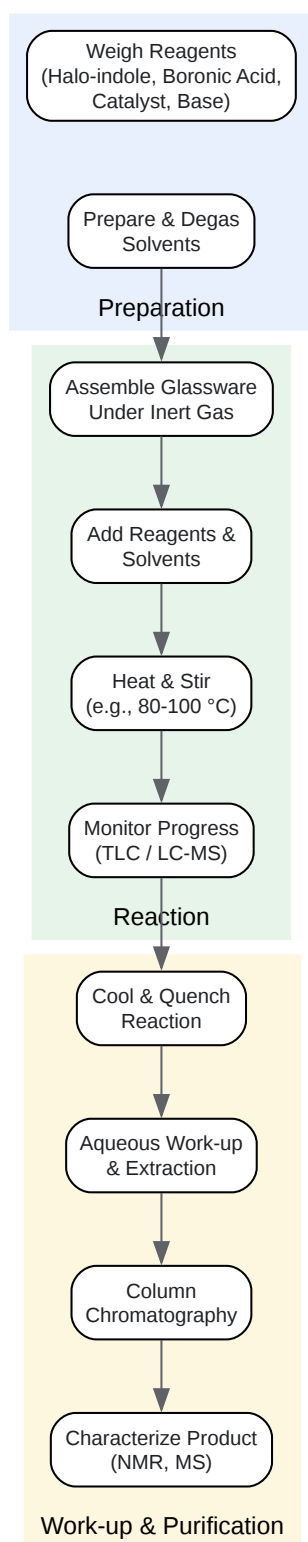 Weigh Reagents
(Halo-indole, Boronic Acid,
Catalyst, Base)
Prepare & Degas
Solvents
Preparation
Assemble Glassware
Under Inert Gas
Add Reagents &
Solvents
Heat & Stir
(e.g., 80-100 °C)
Monitor Progress
(TLC / LC-MS)
Reaction
Cool & Quench
Reaction
Aqueous Work-up
& Extraction
Column
Chromatography
Characterize Product
(NMR, MS)
Work-up & Purification